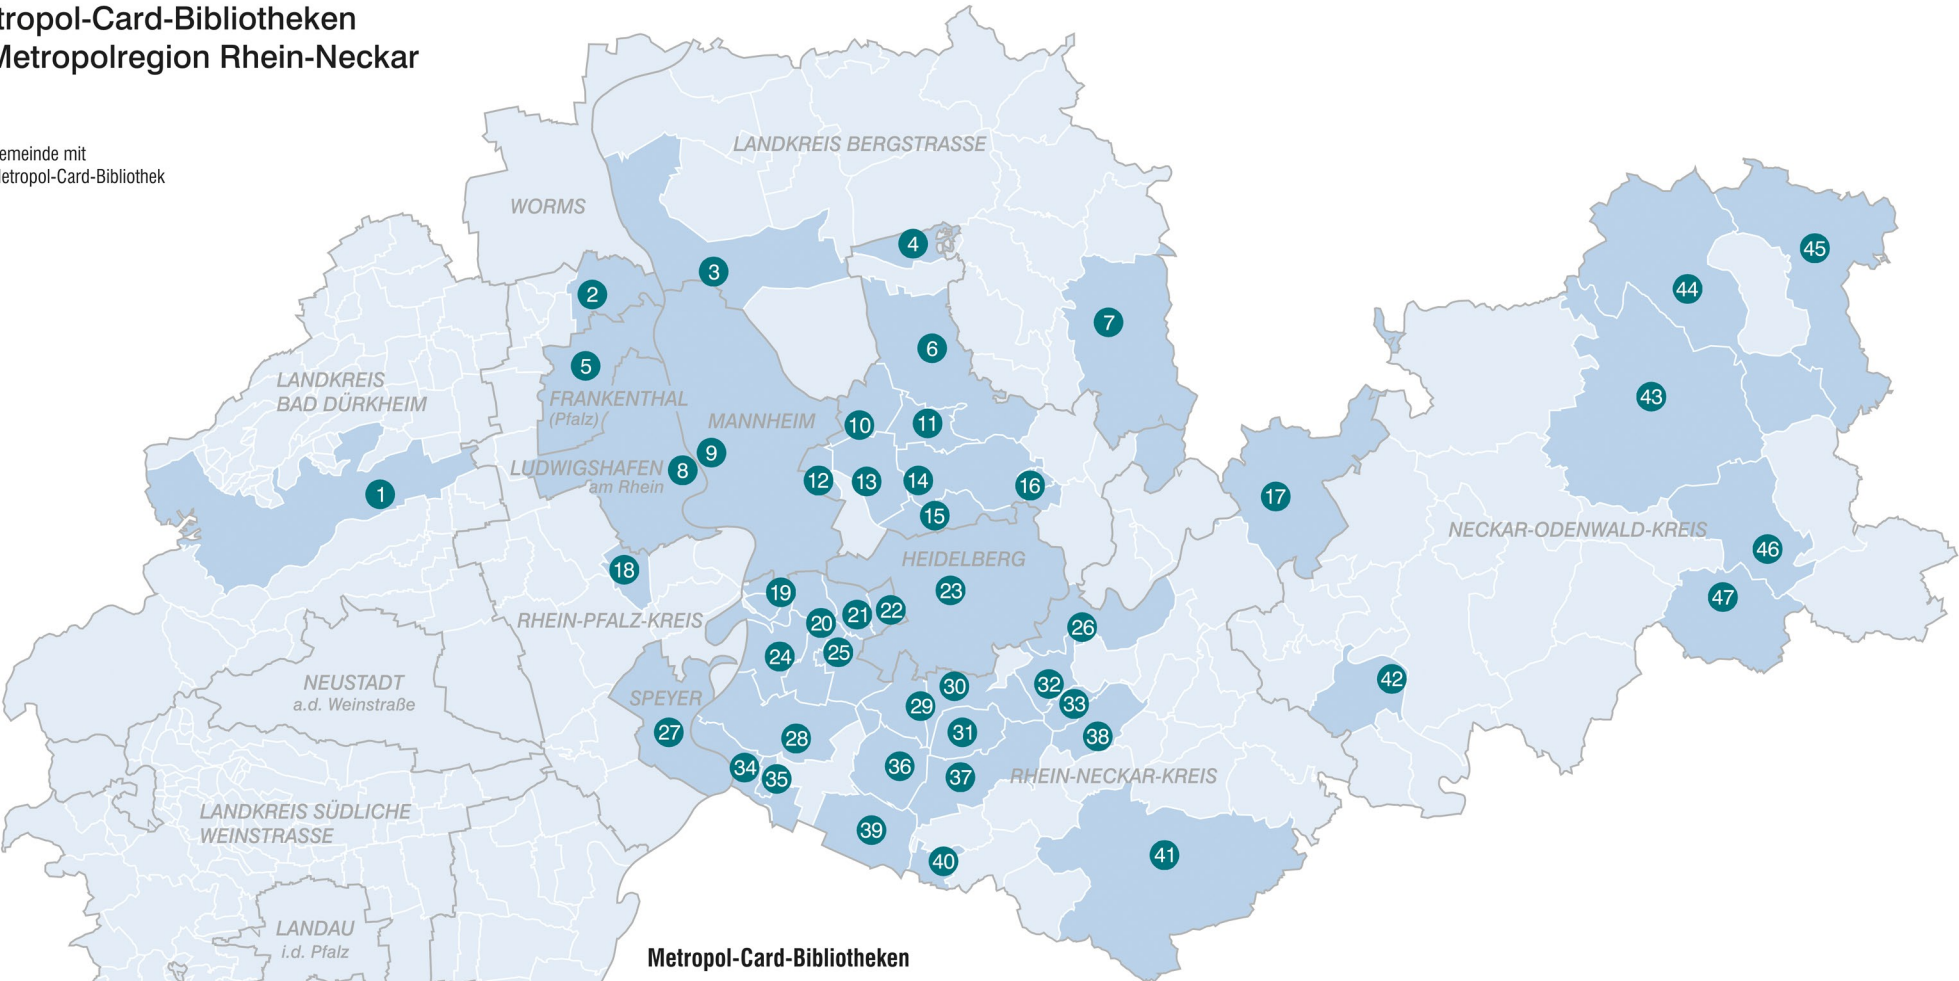 tropol-Card-Bibliotheken
Metropolregion Rhein-Neckar
emeinde mit
Metropol-Card-Bibliothek
LANDKREIS BERGSTRASSE
WORMS
4
45
3
44
2
7
6
5
LANDKREIS
BAD DÜRKHEIM
FRANKENTHAL
(Pfalz)
43
MANNHEIM
10
11
9
LUDWIGSHAFEN
am Rhein
8
12
13
14
16
1
17
15
NECKAR-ODENWALD-KREIS
46
HEIDELBERG
18
23
19
47
RHEIN-PFALZ-KREIS
20
21
22
26
24
25
NEUSTADT
a.d. Weinstraße
SPEYER
30
32
42
29
33
27
28
31
38
34
35
36
37
RHEIN-NECKAR-KREIS
LANDKREIS SÜDLICHE
WEINSTRASSE
39
40
41
LANDAU
i.d. Pfalz
Metropol-Card-Bibliotheken